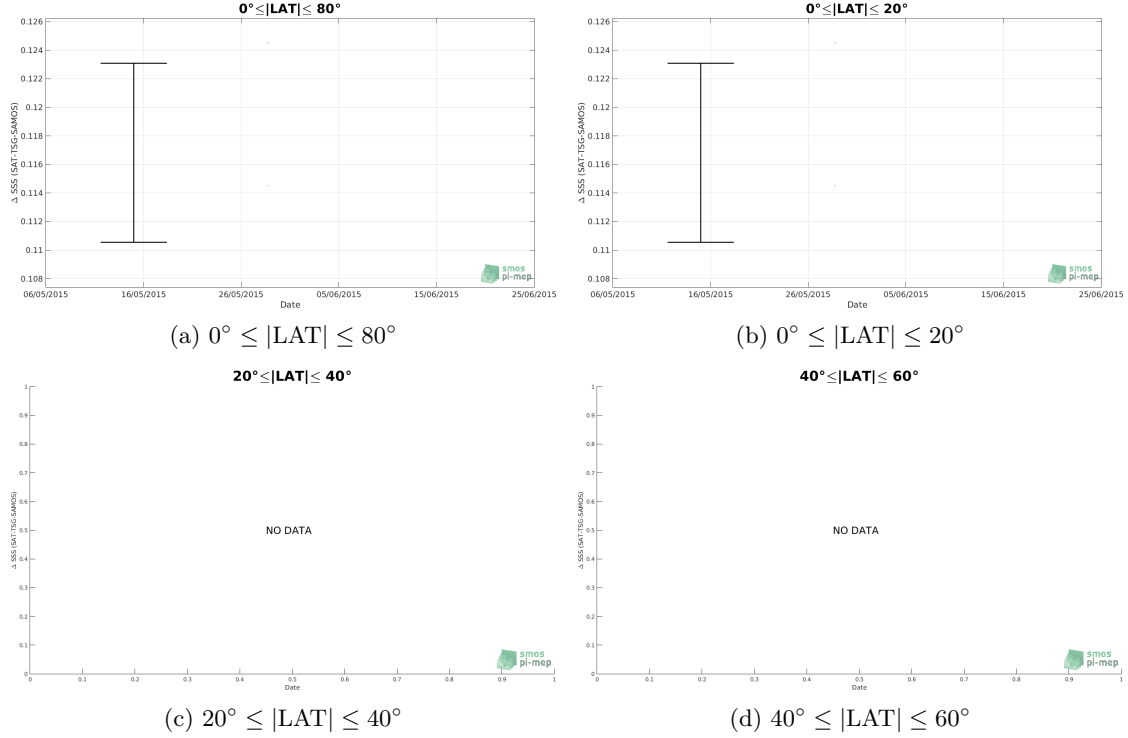 0°≤|LAT|≤ 80°
0.126
0.124
0.122
0.12
0.118
0.116
0.114
0.112
0.11
0.108
Δ SSS (SAT-TSG-SAMOS)
06/05/2015 16/05/2015 26/05/2015 05/06/2015 15/06/2015 25/06/2015
Date
smos
pi-mep
(a) 0° ≤ |LAT| ≤ 80°
0°≤|LAT|≤ 20°
0.126
0.124
0.122
0.12
0.118
0.116
0.114
0.112
0.11
0.108
Δ SSS (SAT-TSG-SAMOS)
06/05/2015 16/05/2015 26/05/2015 05/06/2015 15/06/2015 25/06/2015
Date
smos
pi-mep
(b) 0° ≤ |LAT| ≤ 20°
20°≤|LAT|≤ 40°
1
0.9
0.8
0.7
0.6
0.5
0.4
0.3
0.2
0.1
0
Δ SSS (SAT-TSG-SAMOS)
NO DATA
0 0.1 0.2 0.3 0.4 0.5 0.6 0.7 0.8 0.9 1
Date
smos
pi-mep
(c) 20° ≤ |LAT| ≤ 40°
40°≤|LAT|≤ 60°
1
0.9
0.8
0.7
0.6
0.5
0.4
0.3
0.2
0.1
0
Δ SSS (SAT-TSG-SAMOS)
NO DATA
0 0.1 0.2 0.3 0.4 0.5 0.6 0.7 0.8 0.9 1
Date
smos
pi-mep
(d) 40° ≤ |LAT| ≤ 60°